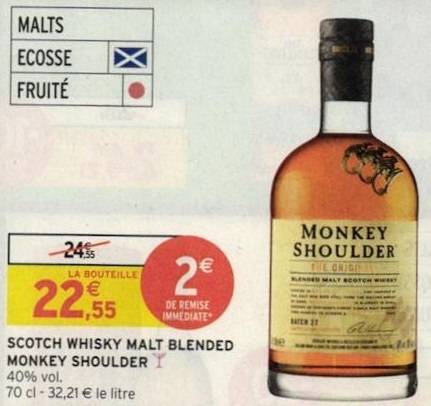 MALTS
ECOSSE
FRUITÉ
24€,55
LA BOUTEILLE
22€,55
2€
DE REMISE
IMMÉDIATE*
SCOTCH WHISKY MALT BLENDED
MONKEY SHOULDER
40% vol.
70 cl - 32,21 € le litre
MONKEY
SHOULDER
THE ORIGINAL
BLENDED MALT SCOTCH WHISKY
BATCH 27